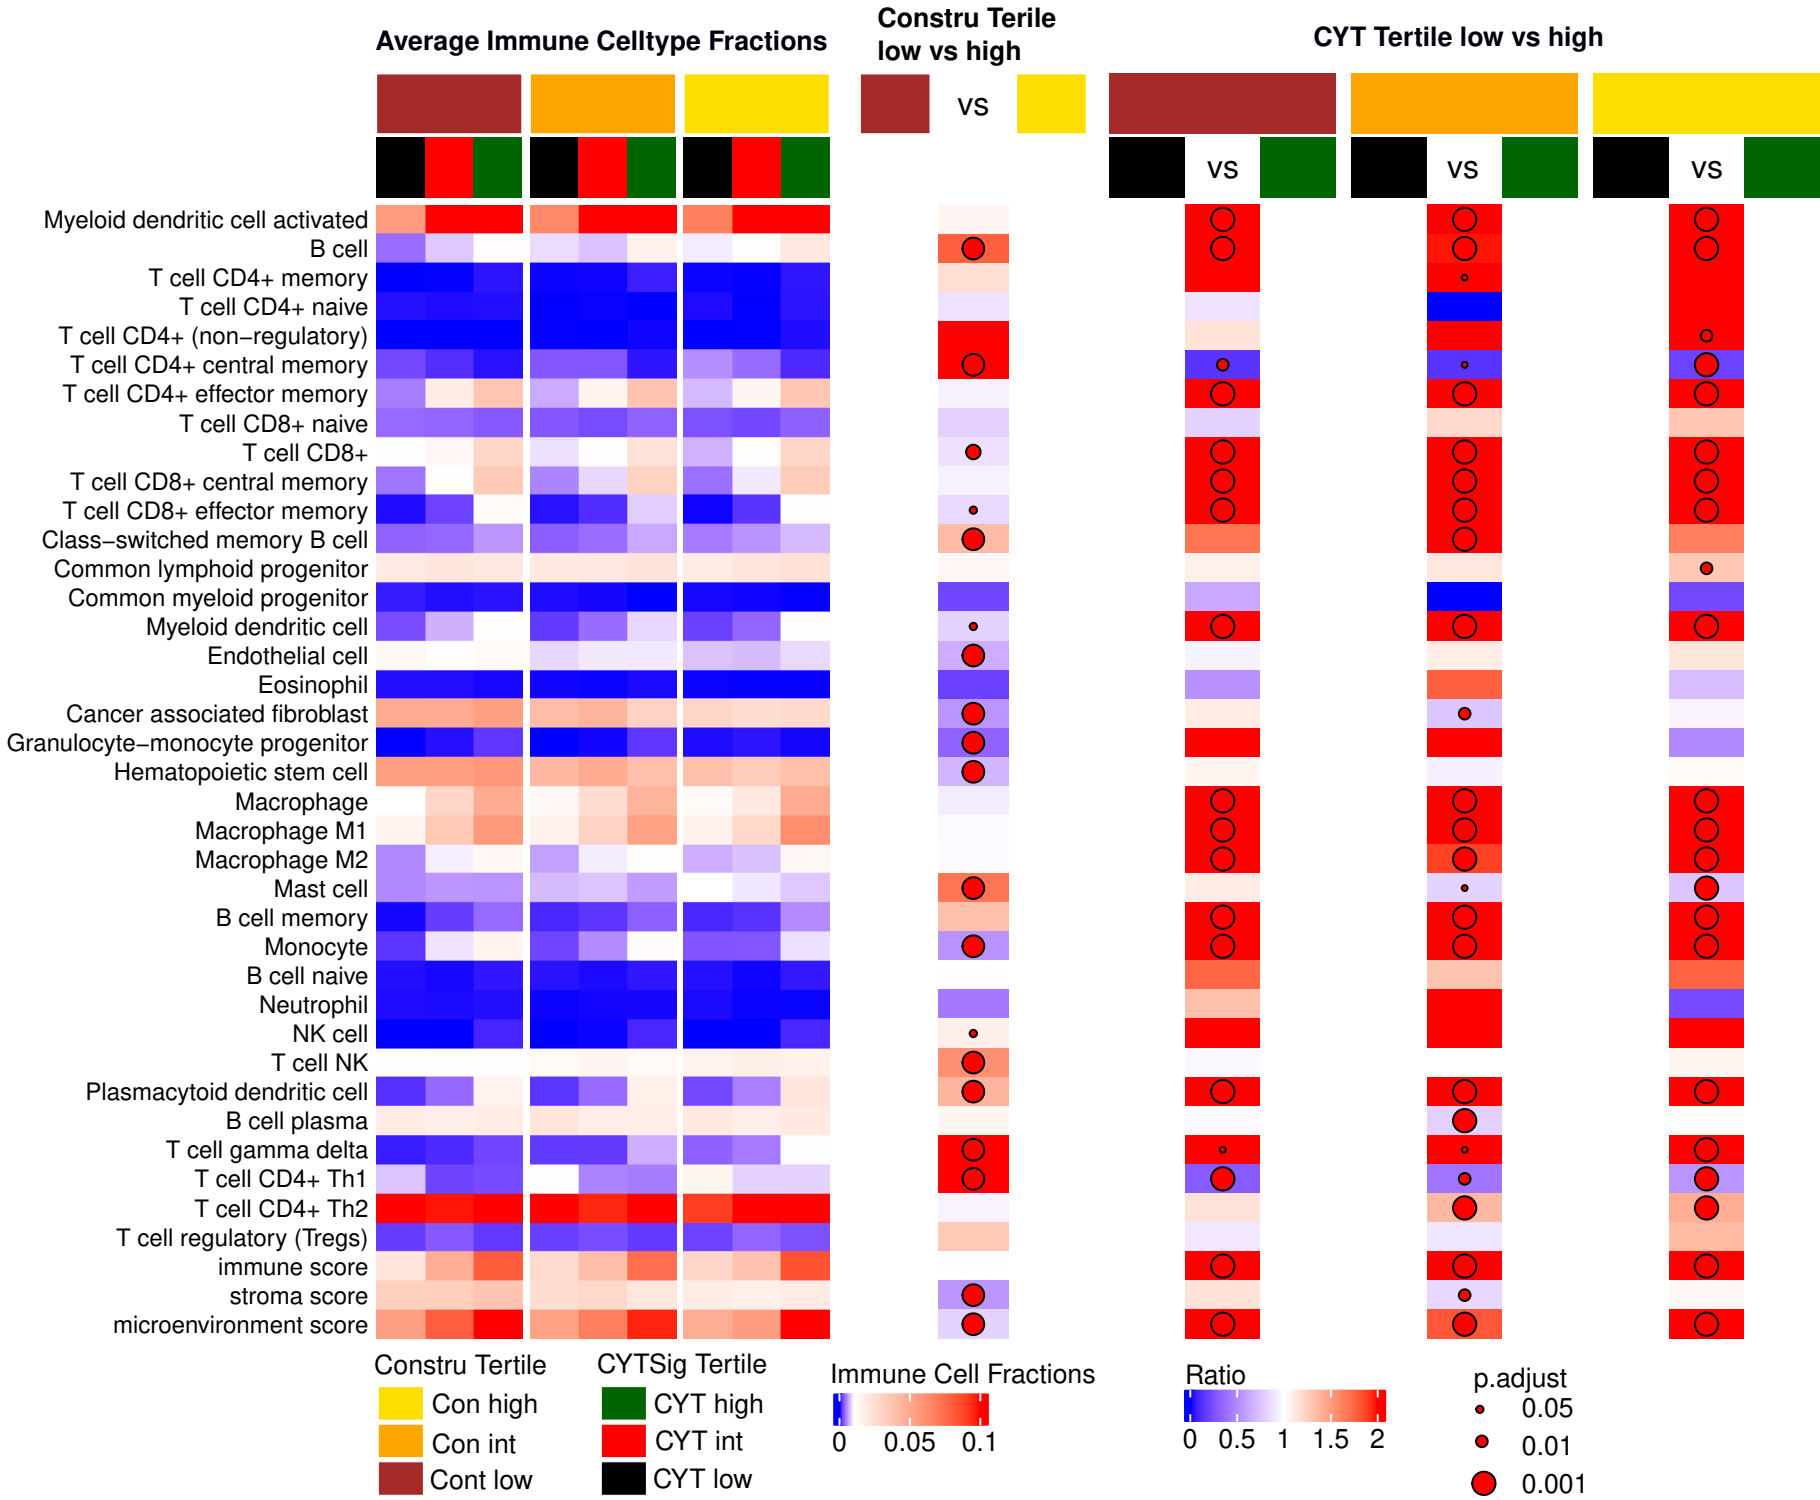 Average Immune Celltype Fractions
Constru Terile
low vs high
CYT Tertile low vs high
vs
vs
vs
vs
Myeloid dendritic cell activated
B cell
T cell CD4+ memory
T cell CD4+ naive
T cell CD4+ (non−regulatory)
T cell CD4+ central memory
T cell CD4+ effector memory
T cell CD8+ naive
T cell CD8+
T cell CD8+ central memory
T cell CD8+ effector memory
Class−switched memory B cell
Common lymphoid progenitor
Common myeloid progenitor
Myeloid dendritic cell
Endothelial cell
Eosinophil
Cancer associated fibroblast
Granulocyte−monocyte progenitor
Hematopoietic stem cell
Macrophage
Macrophage M1
Macrophage M2
Mast cell
B cell memory
Monocyte
B cell naive
Neutrophil
NK cell
T cell NK
Plasmacytoid dendritic cell
B cell plasma
T cell gamma delta
T cell CD4+ Th1
T cell CD4+ Th2
T cell regulatory (Tregs)
immune score
stroma score
microenvironment score
Constru Tertile
Con high
Con int
Cont low
CYTSig Tertile
CYT high
CYT int
CYT low
Immune Cell Fractions
0 0.05 0.1
Ratio
0 0.5 1 1.5 2
p.adjust
0.05
0.01
0.001